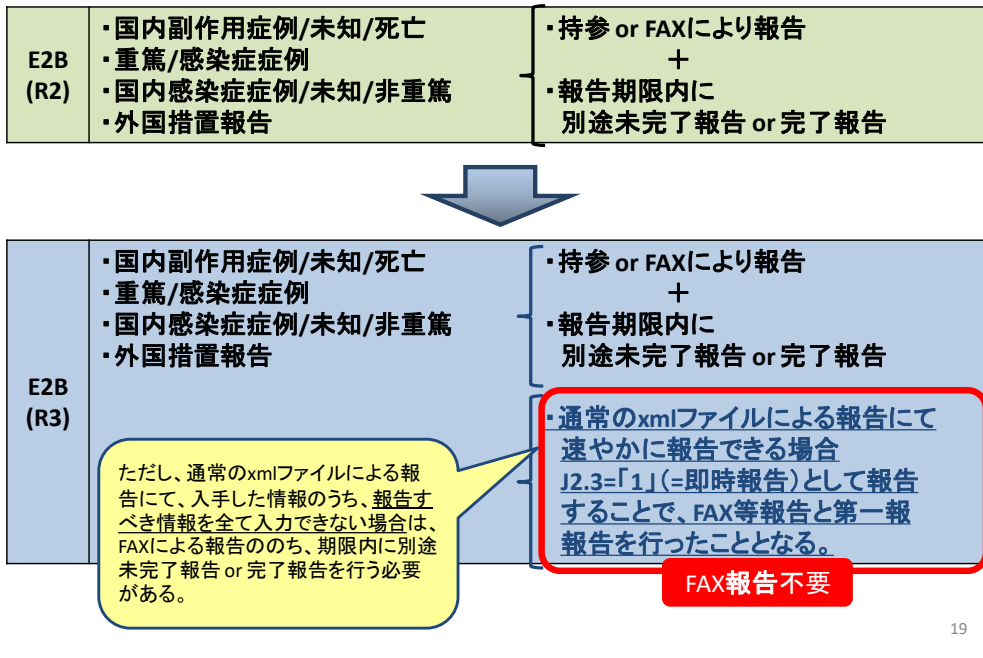 E2B
(R2)
・国内副作用症例/未知/死亡
・重篤/感染症症例
・国内感染症症例/未知/非重篤
・外国措置報告
・持参 or FAXにより報告
＋
・報告期限内に
別途未完了報告 or 完了報告
E2B
(R3)
・国内副作用症例/未知/死亡
・重篤/感染症症例
・国内感染症症例/未知/非重篤
・外国措置報告
・持参 or FAXにより報告
＋
・報告期限内に
別途未完了報告 or 完了報告
・通常のxmlファイルによる報告にて
速やかに報告できる場合
J2.3=「1」(=即時報告)として報告
することで、FAX等報告と第一報
報告を行ったこととなる。
FAX報告不要
ただし、通常のxmlファイルによる報
告にて、入手した情報のうち、報告す
べき情報を全て入力できない場合は、
FAXによる報告ののち、期限内に別途
未完了報告 or 完了報告を行う必要
がある。
19